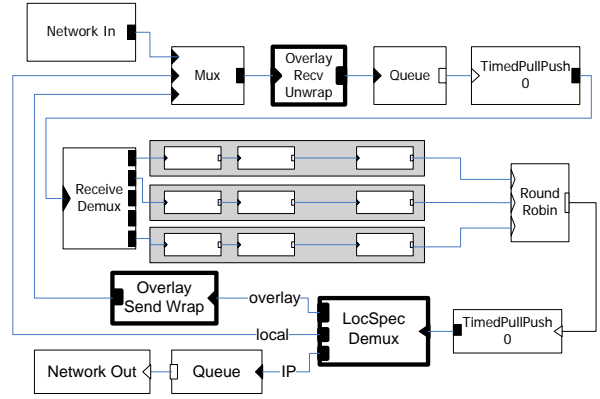 Network In
Mux
Overlay
Recv
Unwrap
Queue
TimedPullPush
0
Receive
Demux
Round
Robin
Overlay
Send Wrap
overlay
local
IP
LocSpec
Demux
TimedPullPush
0
Network Out
Queue